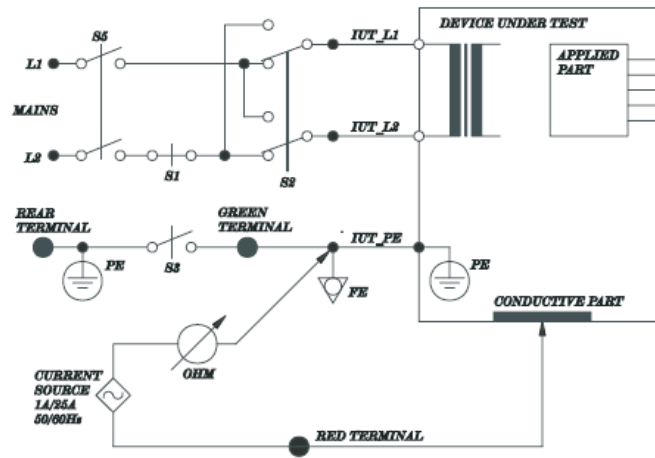 S5
IUT_L1
DEVICE UNDER TEST
L1
APPLIED
PART
MAINS
IUT_L2
L2
S1
S2
REAR
TERMINAL
GREEN
TERMINAL
IUT_PE
PE
S3
FE
PE
CONDUCTIVE PART
OHM
CURRENT
SOURCE
1A/25A
50/60Hz
RED TERMINAL